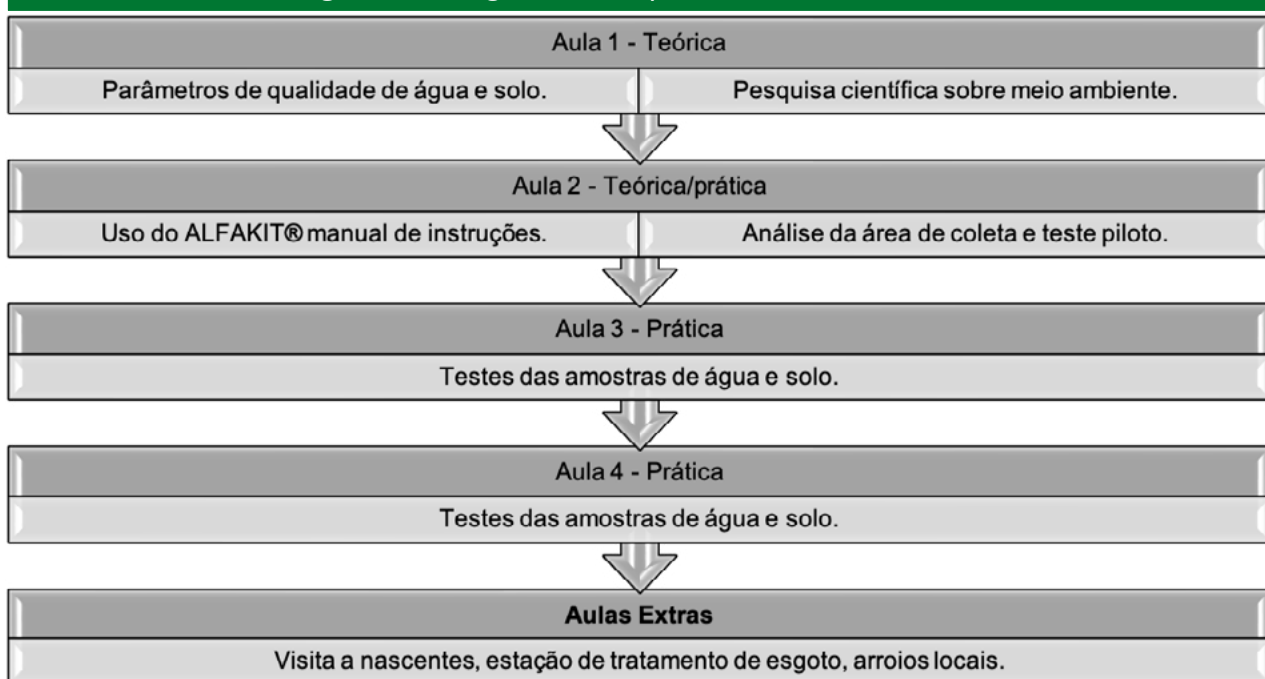 Aula 1 - Teórica
Parâmetros de qualidade de água e solo.
Pesquisa científica sobre meio ambiente.
Aula 2 - Teórica/prática
Uso do ALFAKIT® manual de instruções.
Análise da área de coleta e teste piloto.
Aula 3 - Prática
Testes das amostras de água e solo.
Aula 4 - Prática
Testes das amostras de água e solo.
Aulas Extras
Visita a nascentes, estação de tratamento de esgoto, arroios locais.